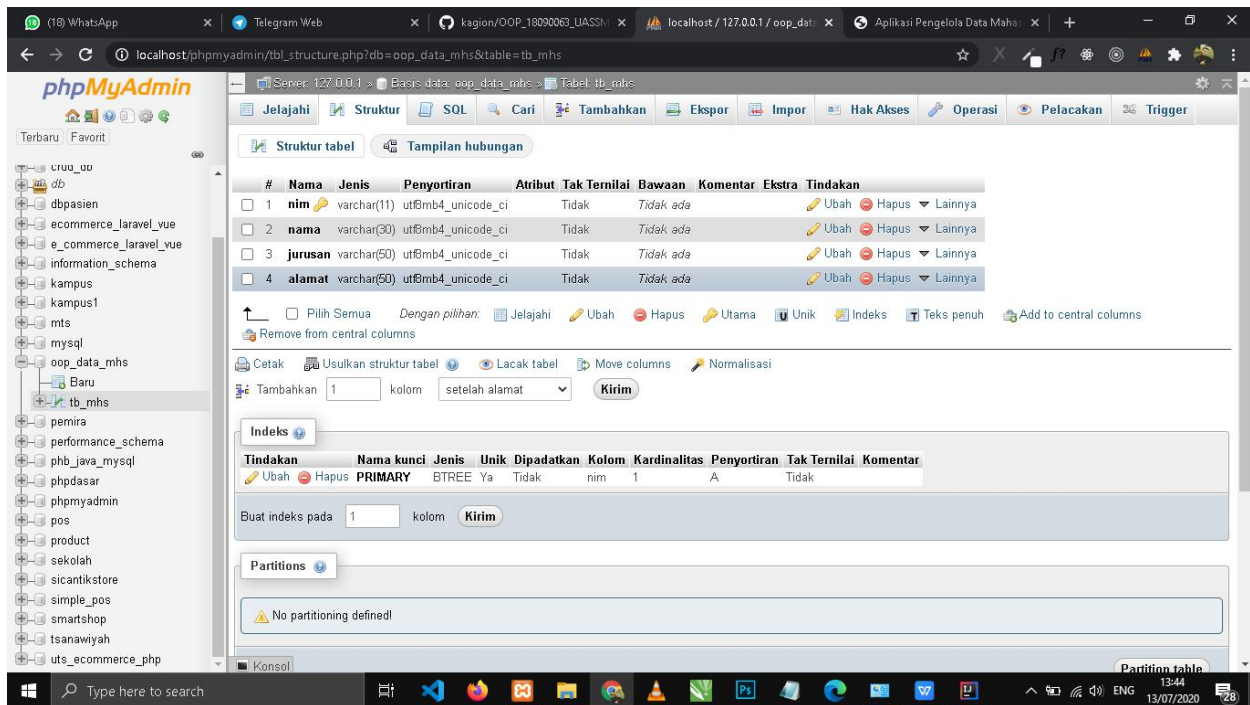 (18) WhatsApp
Telegram Web
kagion/OOP_18090063_UASSM
localhost / 127.0.0.1 / oop_data
Aplikasi Pengelola Data Mahas
localhost/phpmyadmin/tbl_structure.php?db=oop_data_mhs&table=tb_mhs
phpMyAdmin
Terbaru Favorit
crud_db
db
dbpasien
ecommerce_laravel_vue
e_commerce_laravel_vue
information_schema
kampus
kampus1
mts
mysql
oop_data_mhs
Baru
tb_mhs
pemira
performance_schema
phb_java_mysql
phpdasar
phpmyadmin
pos
product
sekolah
sicantikstore
simple_pos
smartshop
tsanawiyah
uts_ecommerce_php
Server: 127.0.0.1 » Basis data: oop_data_mhs » Tabel: tb_mhs
Jelajahi Struktur SQL Cari Tambahkan Ekspor Impor Hak Akses Operasi Pelacakan Trigger
Struktur tabel Tampilan hubungan
# Nama Jenis Penyortiran Atribut Tak Ternilai Bawaan Komentar Ekstra Tindakan
1 nim varchar(11) utf8mb4_unicode_ci Tidak Tidak ada Ubah Hapus Lainnya
2 nama varchar(30) utf8mb4_unicode_ci Tidak Tidak ada Ubah Hapus Lainnya
3 jurusan varchar(50) utf8mb4_unicode_ci Tidak Tidak ada Ubah Hapus Lainnya
4 alamat varchar(50) utf8mb4_unicode_ci Tidak Tidak ada Ubah Hapus Lainnya
Pilih Semua Dengan pilihan: Jelajahi Ubah Hapus Utama Unik Indeks Teks penuh Add to central columns
Remove from central columns
Cetak Usulkan struktur tabel Lacak tabel Move columns Normalisasi
Tambahkan 1 kolom setelah alamat Kirim
Indeks
Tindakan Nama kunci Jenis Unik Dipadatkan Kolom Kardinalitas Penyortiran Tak Ternilai Komentar
Ubah Hapus PRIMARY BTREE Ya Tidak nim 1 A Tidak
Buat indeks pada 1 kolom Kirim
Partitions
No partitioning defined!
Konsol
Partition table
Type here to search
ENG
13:44
13/07/2020
28